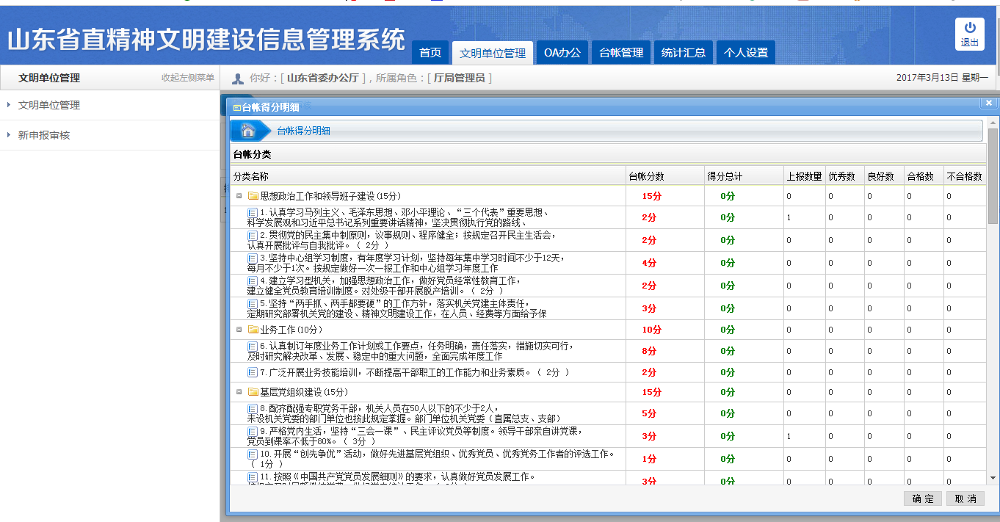 山东省直精神文明建设信息管理系统
首页 文明单位管理 OA办公 台帐管理 统计汇总 个人设置
退出
文明单位管理 收起左侧菜单
你好：[ 山东省委办公厅 ]，所属角色：[ 厅局管理员 ]
2017年3月13日 星期一
文明单位管理
新申报审核
台帐得分明细
台帐得分明细
台帐分类
分类名称 台帐分数 得分总计 上报数量 优秀数 良好数 合格数 不合格数
思想政治工作和领导班子建设(15分) 15分 0分 0 0 0 0 0
1.认真学习马列主义、毛泽东思想、邓小平理论、“三个代表”重要思想、
科学发展观和习近平总书记系列重要讲话精神，坚决贯彻执行党的路线、
2分 0分 1 0 0 0 0
2.贯彻党的民主集中制原则，议事规则、程序健全；按规定召开民主生活会，
认真开展批评与自我批评。（ 2分 ）
2分 0分 0 0 0 0 0
3.坚持中心组学习制度，有年度学习计划，坚持每年集中学习时间不少于12天，
每月不少于1次。按规定做好一次一报工作和中心组学习年度工作
4分 0分 0 0 0 0 0
4.建立学习型机关，加强思想政治工作，做好党员经常性教育工作，
建立健全党员教育培训制度。对处级干部开展脱产培训。（ 2分 ）
2分 0分 0 0 0 0 0
5.坚持“两手抓、两手都要硬”的工作方针，落实机关党建主体责任，
定期研究部署机关党的建设、精神文明建设工作，在人员、经费等方面给予保
3分 0分 0 0 0 0 0
业务工作(10分) 10分 0分 0 0 0 0 0
6.认真制订年度业务工作计划或工作要点，任务明确，责任落实，措施切实可行，
及时研究解决改革、发展、稳定中的重大问题，全面完成年度工作
8分 0分 0 0 0 0 0
7.广泛开展业务技能培训，不断提高干部职工的工作能力和业务素质。（ 2分 ） 2分 0分 0 0 0 0 0
基层党组织建设(15分) 15分 0分 0 0 0 0 0
8.配齐配强专职党务干部，机关人员在50人以下的不少于2人，
未设机关党委的部门单位也按此规定掌握。部门单位机关党委（直属总支、支部）
5分 0分 0 0 0 0 0
9.严格党内生活，坚持“三会一课”、民主评议党员等制度。领导干部亲自讲党课，
党员到课率不低于80%。（ 3分 ）
3分 0分 1 0 0 0 0
10.开展“创先争优”活动，做好先进基层党组织、优秀党员、优秀党务工作者的评选工作。
（ 1分 ）
1分 0分 0 0 0 0 0
11.按照《中国共产党党员发展细则》的要求，认真做好党员发展工作。
3分 0分 0 0 0 0 0
确 定 取 消